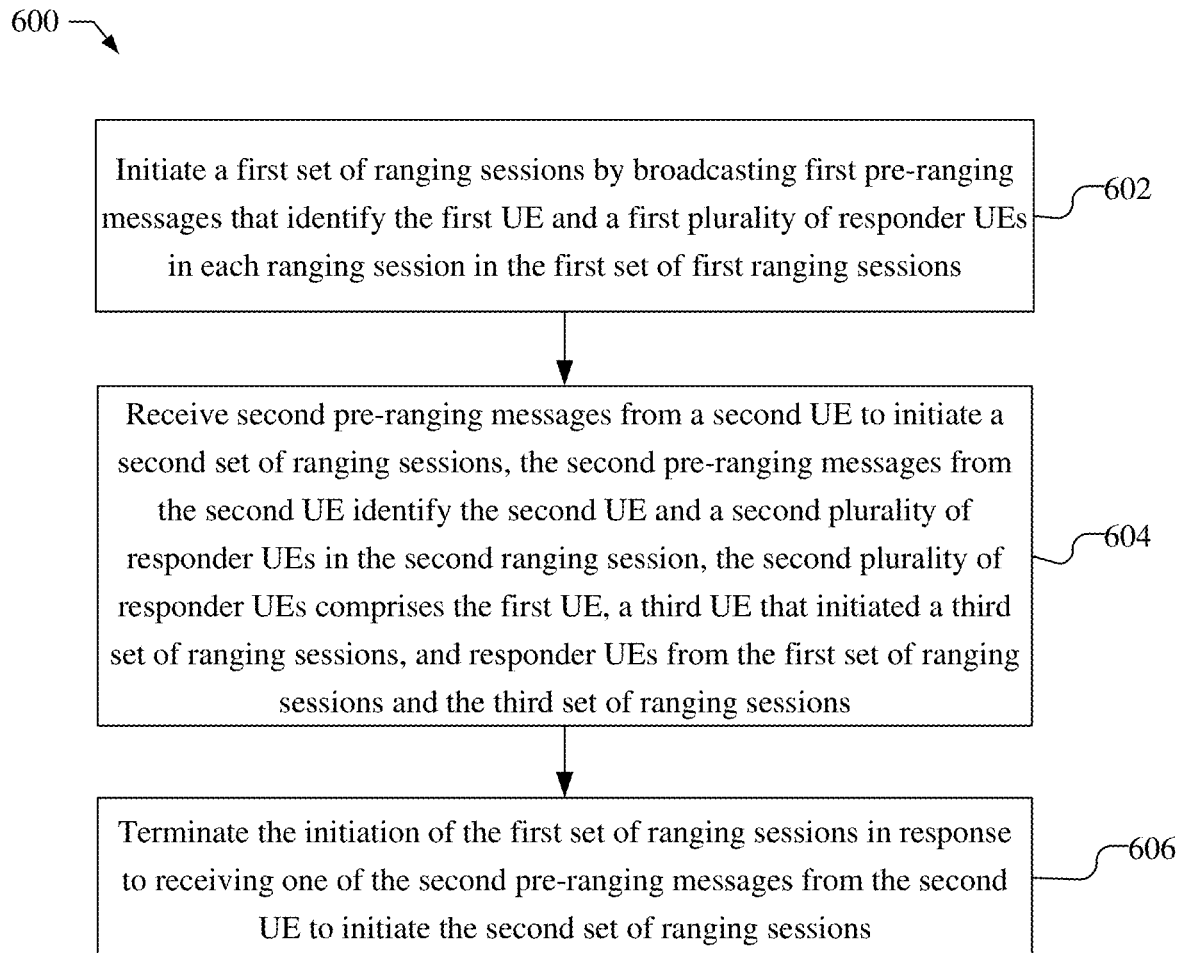 600
Initiate a first set of ranging sessions by broadcasting first pre-ranging
messages that identify the first UE and a first plurality of responder UEs
in each ranging session in the first set of first ranging sessions
602
Receive second pre-ranging messages from a second UE to initiate a
second set of ranging sessions, the second pre-ranging messages from
the second UE identify the second UE and a second plurality of
responder UEs in the second ranging session, the second plurality of
responder UEs comprises the first UE, a third UE that initiated a third
set of ranging sessions, and responder UEs from the first set of ranging
sessions and the third set of ranging sessions
604
Terminate the initiation of the first set of ranging sessions in response
to receiving one of the second pre-ranging messages from the second
UE to initiate the second set of ranging sessions
606